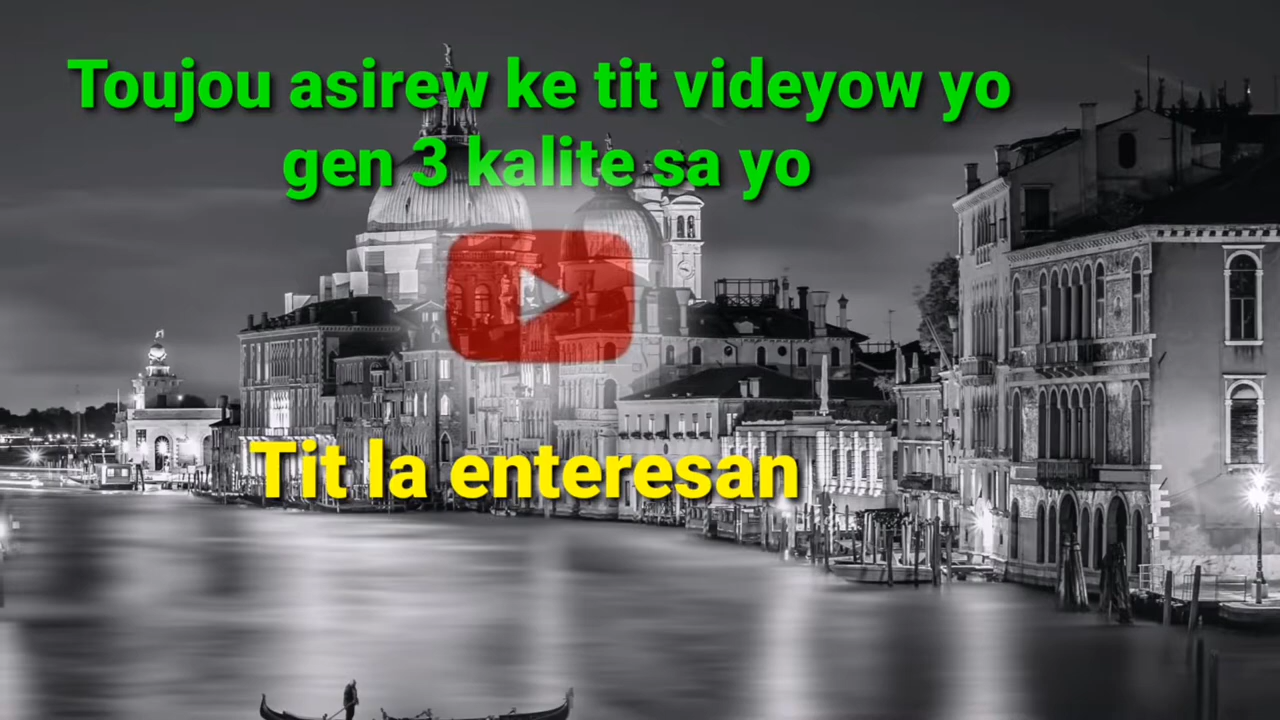 Toujou asirew ke tit videyow yo
gen 3 kalite sa yo
Tit la enteresan